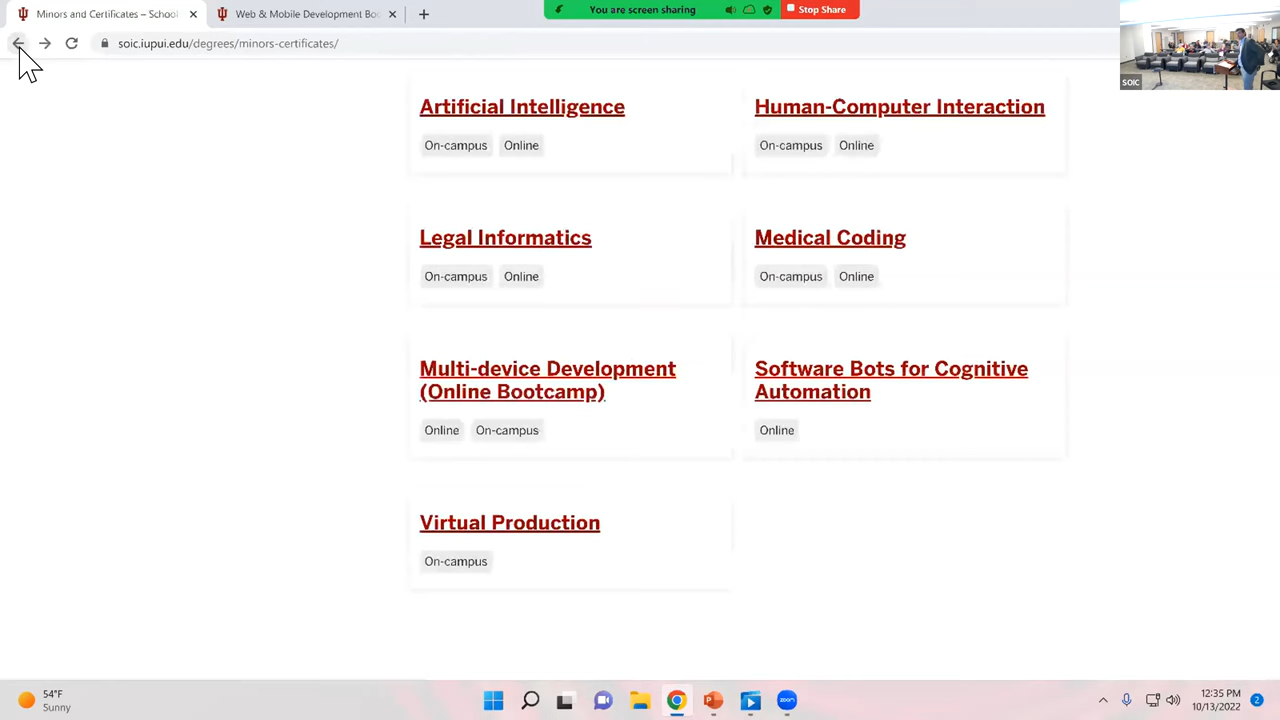 Minors and Certificates – School
Web & Mobile Development Boo
You are screen sharing
Stop Share
soic.iupui.edu/degrees/minors-certificates/
SOIC
Artificial Intelligence
On-campus Online
Human-Computer Interaction
On-campus Online
Legal Informatics
On-campus Online
Medical Coding
On-campus Online
Multi-device Development
(Online Bootcamp)
Online On-campus
Software Bots for Cognitive
Automation
Online
Virtual Production
On-campus
54°F
Sunny
zoom
12:35 PM
10/13/2022
2